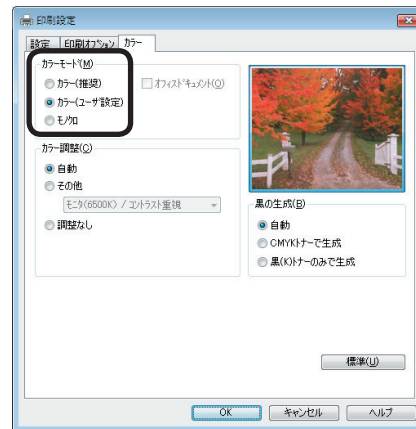 印刷設定
設定 印刷オプション カラー
カラーモード(M)
カラー(推奨) オフィスドキュメント(O)
カラー(ユーザ設定)
モノクロ
カラー調整(C)
自動
その他
モニタ(6500K) / コントラスト重視
調整なし
黒の生成(B)
自動
CMYKトナーで生成
黒(K)トナーのみで生成
標準(U)
OK キャンセル ヘルプ